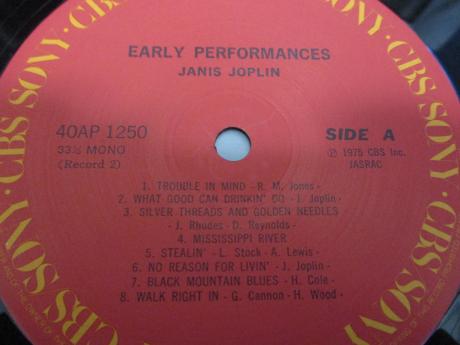 EARLY PERFORMANCES
JANIS JOPLIN
40AP 1250
33⅓ MONO
(Record 2)
SIDE A
℗ 1975 CBS Inc.
JASRAC
1. TROUBLE IN MIND - R. M. Jones -
2. WHAT GOOD CAN DRINKIN' DO - J. Joplin -
3. SILVER THREADS AND GOLDEN NEEDLES
- J. Rhodes - D. Reynolds -
4. MISSISSIPPI RIVER
5. STEALIN' - L. Stock - A. Lewis -
6. NO REASON FOR LIVIN' - J. Joplin -
7. BLACK MOUNTAIN BLUES - H. Cole -
8. WALK RIGHT IN - G. Cannon - H. Wood -
CBS SONY · CBS SONY · CBS SONY
CBS SONY · CBS SONY